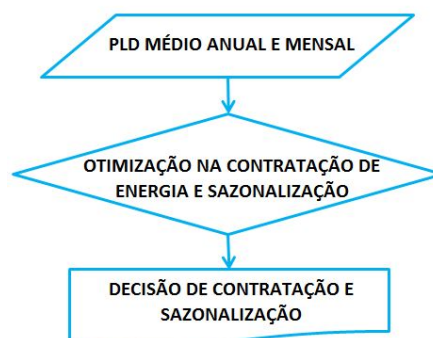 PLD MÉDIO ANUAL E MENSAL
OTIMIZAÇÃO NA CONTRATAÇÃO DE
ENERGIA E SAZONALIZAÇÃO
DECISÃO DE CONTRATAÇÃO E
SAZONALIZAÇÃO